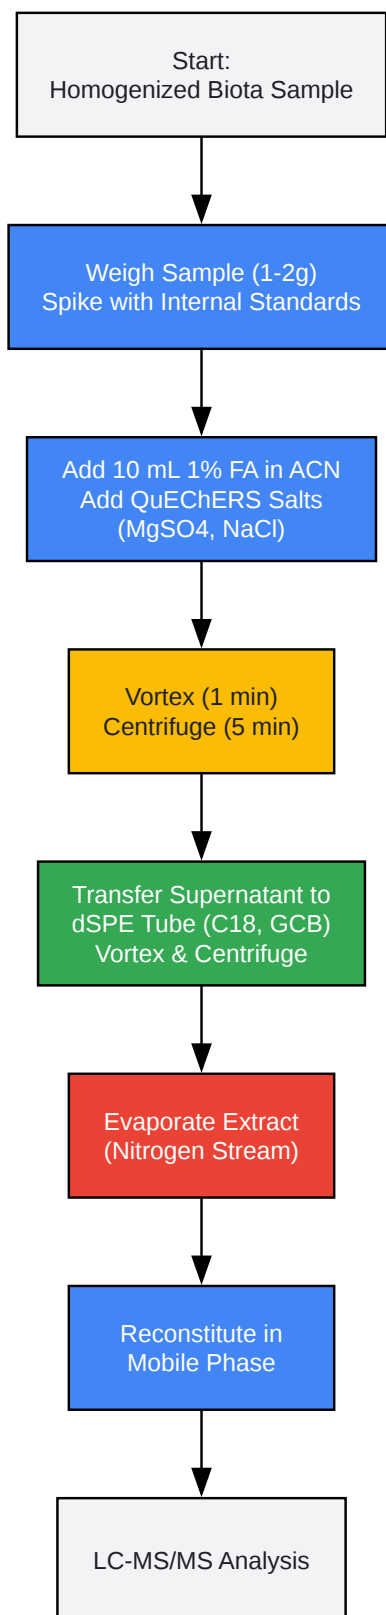 Start:
Homogenized Biota Sample
Weigh Sample (1-2g)
Spike with Internal Standards
Add 10 mL 1% FA in ACN
Add QuEChERS Salts
(MgSO4, NaCl)
Vortex (1 min)
Centrifuge (5 min)
Transfer Supernatant to
dSPE Tube (C18, GCB)
Vortex & Centrifuge
Evaporate Extract
(Nitrogen Stream)
Reconstitute in
Mobile Phase
LC-MS/MS Analysis